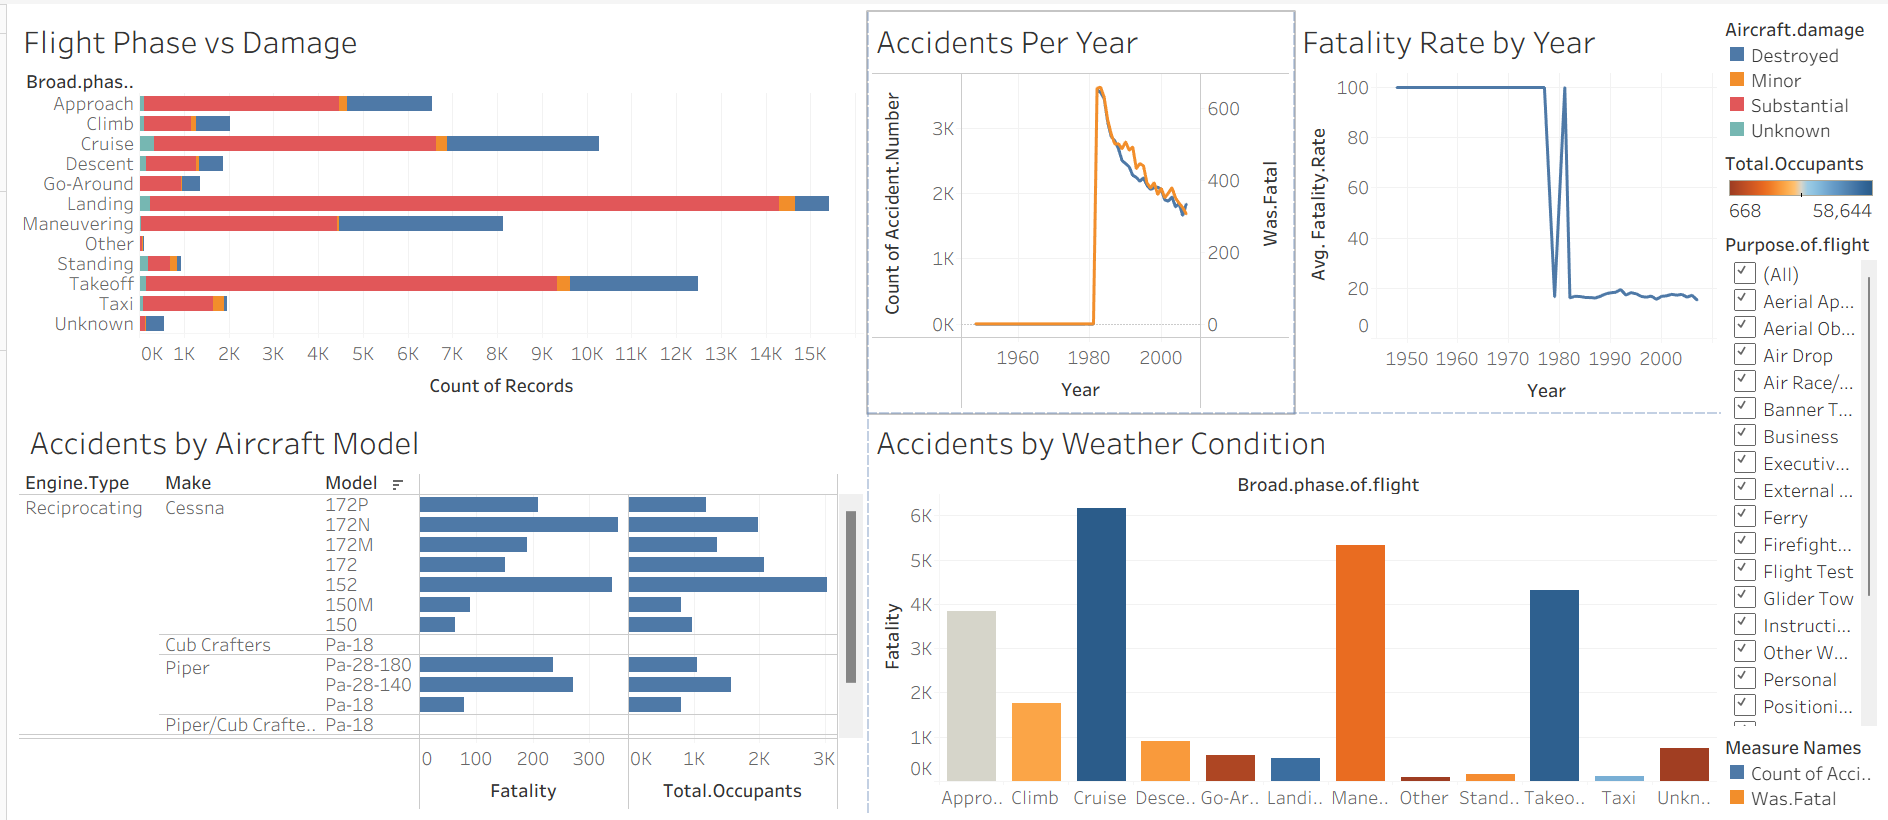 Flight Phase vs Damage
Broad.phas..
Approach
Climb
Cruise
Descent
Go-Around
Landing
Maneuvering
Other
Standing
Takeoff
Taxi
Unknown
0K 1K 2K 3K 4K 5K 6K 7K 8K 9K 10K 11K 12K 13K 14K 15K
Count of Records
Accidents Per Year
Count of Accident.Number
3K
2K
1K
0K
600
400
200
0
Was.Fatal
1960 1980 2000
Year
Fatality Rate by Year
Avg. Fatality.Rate
100
80
60
40
20
0
1950 1960 1970 1980 1990 2000
Year
Aircraft.damage
Destroyed
Minor
Substantial
Unknown
Total.Occupants
668 58,644
Purpose.of.flight
(All)
Aerial Ap...
Aerial Ob...
Air Drop
Air Race/...
Banner T...
Business
Executiv...
External ...
Ferry
Firefight...
Flight Test
Glider Tow
Instructi...
Other W...
Personal
Positioni...
Measure Names
Count of Acci..
Was.Fatal
Accidents by Aircraft Model
Engine.Type Make Model
Reciprocating Cessna 172P
172N
172M
172
152
150M
150
Cub Crafters Pa-18
Piper Pa-28-180
Pa-28-140
Pa-18
Piper/Cub Crafte.. Pa-18
0 100 200 300 0K 1K 2K 3K
Fatality Total.Occupants
Accidents by Weather Condition
Broad.phase.of.flight
Fatality
6K
5K
4K
3K
2K
1K
0K
Appro.. Climb Cruise Desce.. Go-Ar.. Landi.. Mane.. Other Stand.. Takeo.. Taxi Unkn..